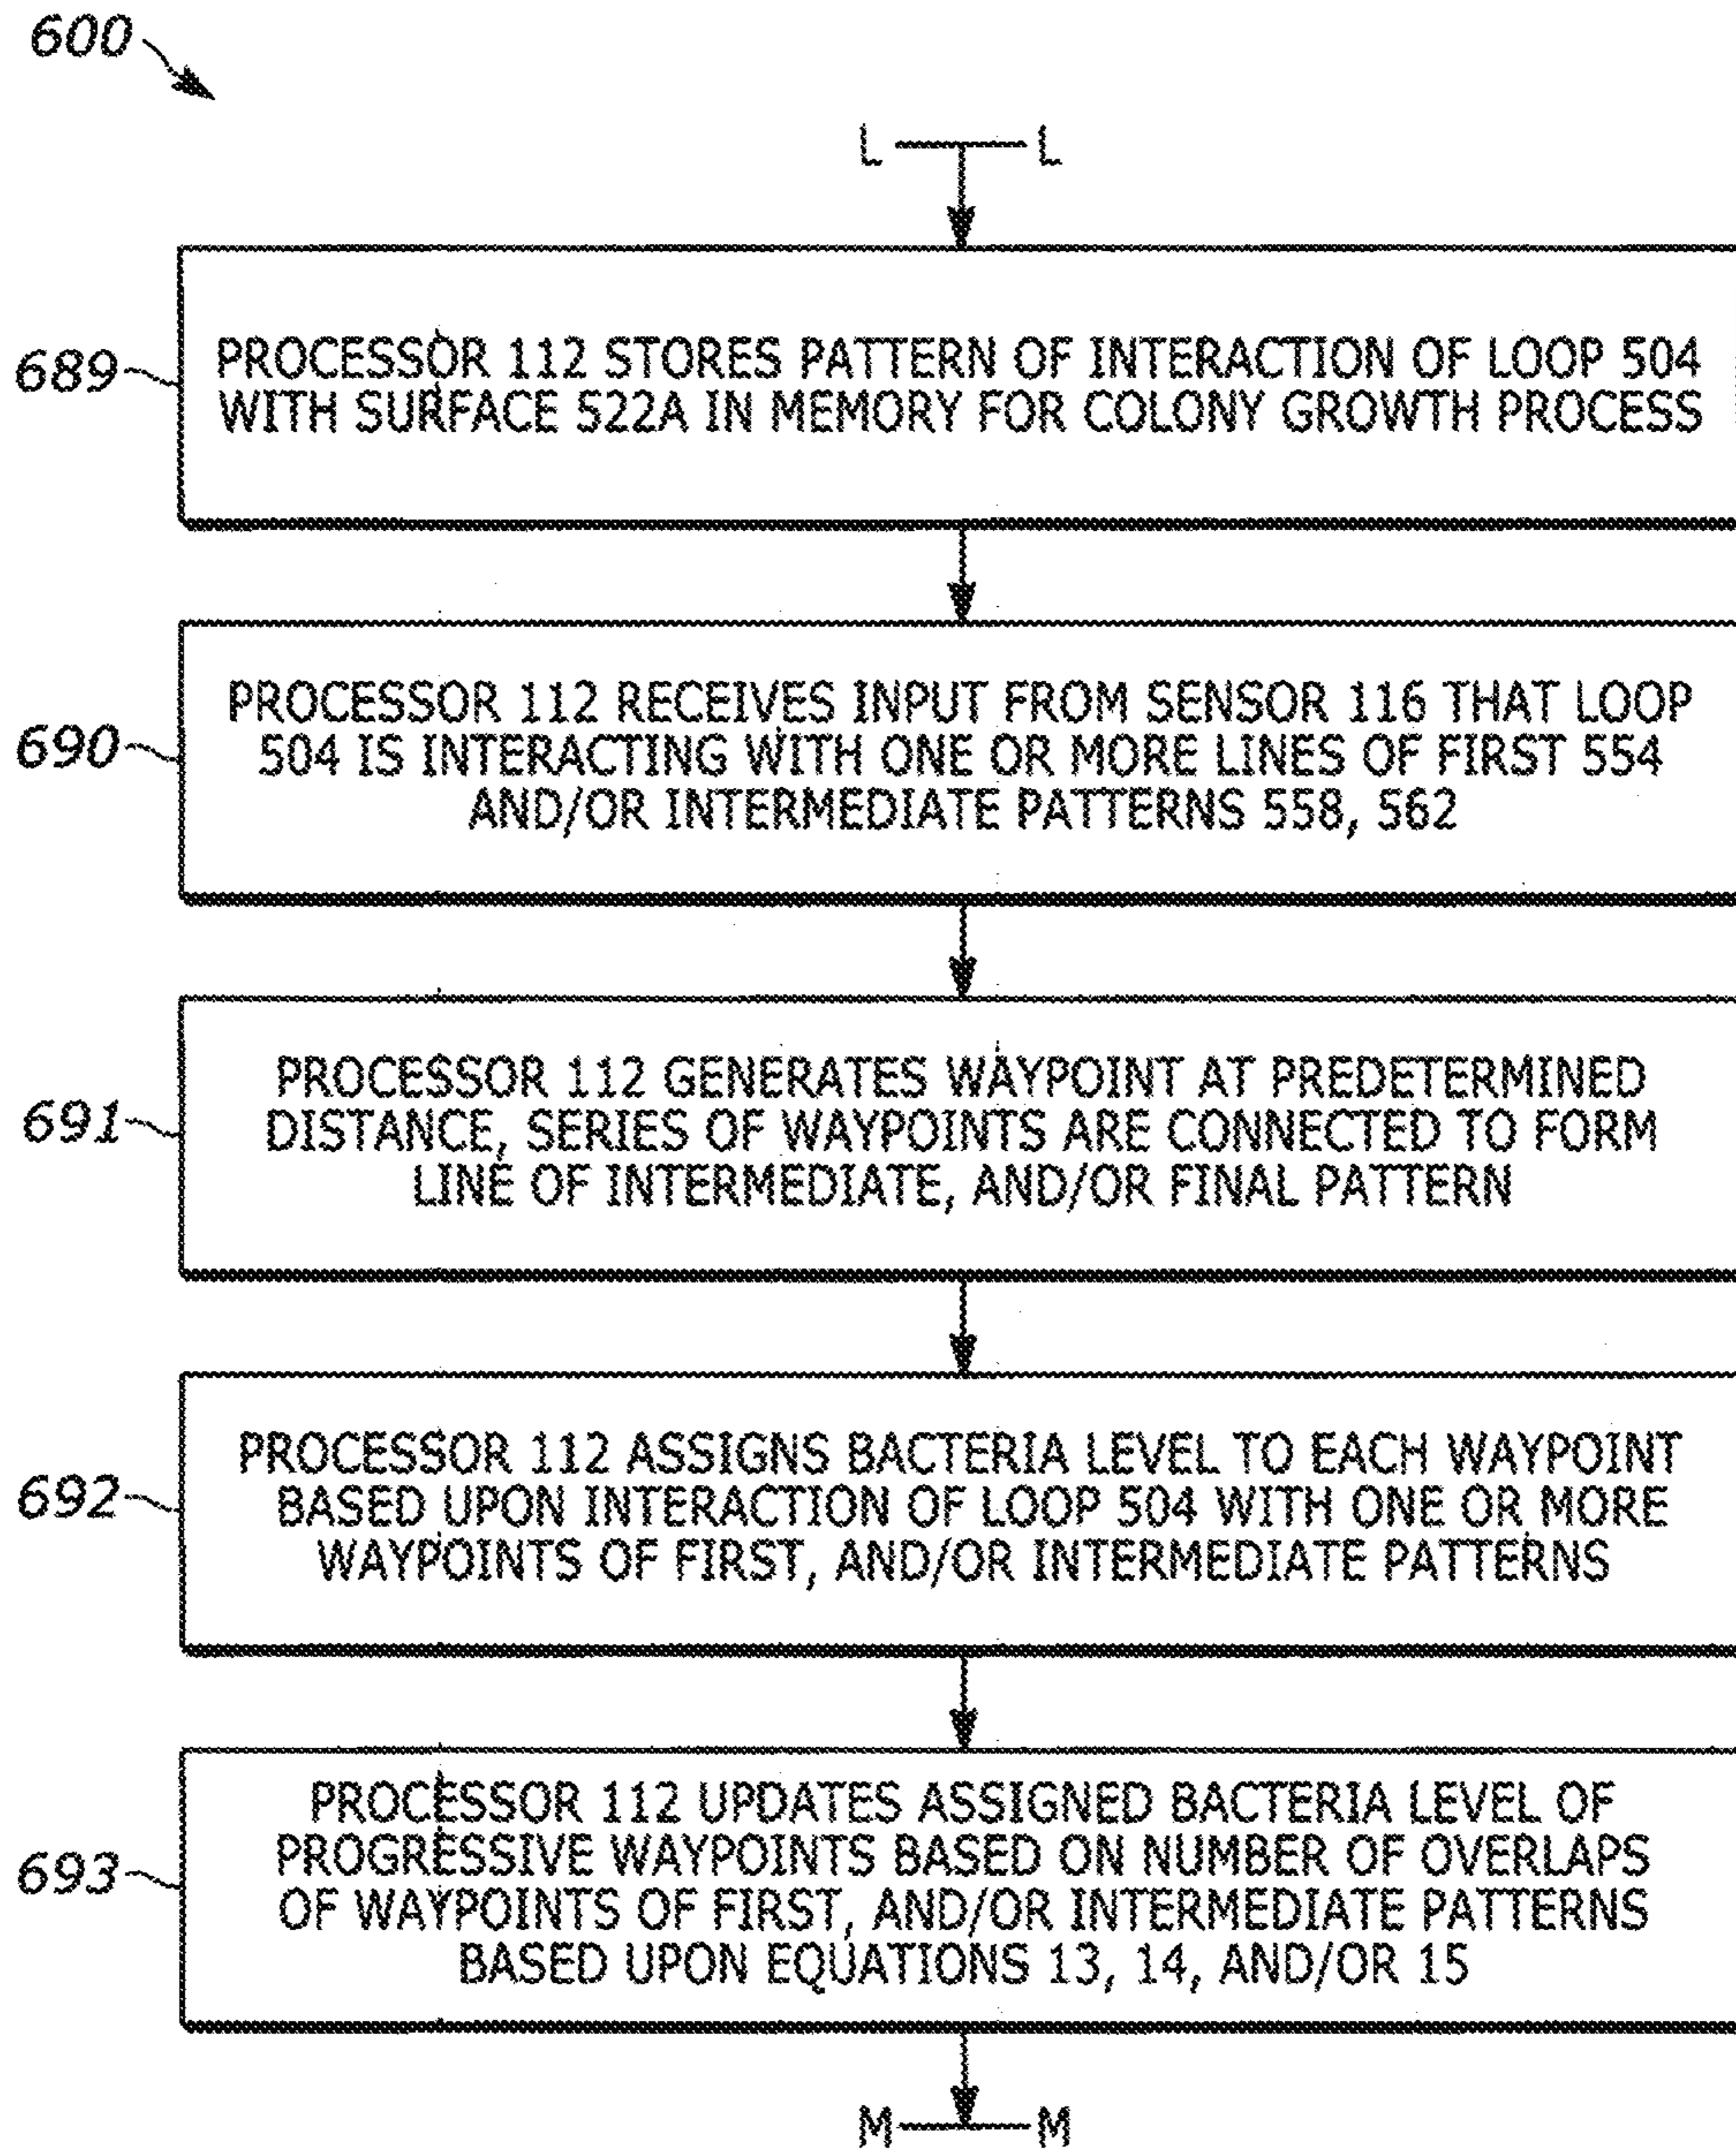 600
L L
689
PROCESSOR 112 STORES PATTERN OF INTERACTION OF LOOP 504
WITH SURFACE 522A IN MEMORY FOR COLONY GROWTH PROCESS
690
PROCESSOR 112 RECEIVES INPUT FROM SENSOR 116 THAT LOOP
504 IS INTERACTING WITH ONE OR MORE LINES OF FIRST 554
AND/OR INTERMEDIATE PATTERNS 558, 562
691
PROCESSOR 112 GENERATES WAYPOINT AT PREDETERMINED
DISTANCE, SERIES OF WAYPOINTS ARE CONNECTED TO FORM
LINE OF INTERMEDIATE, AND/OR FINAL PATTERN
692
PROCESSOR 112 ASSIGNS BACTERIA LEVEL TO EACH WAYPOINT
BASED UPON INTERACTION OF LOOP 504 WITH ONE OR MORE
WAYPOINTS OF FIRST, AND/OR INTERMEDIATE PATTERNS
693
PROCESSOR 112 UPDATES ASSIGNED BACTERIA LEVEL OF
PROGRESSIVE WAYPOINTS BASED ON NUMBER OF OVERLAPS
OF WAYPOINTS OF FIRST, AND/OR INTERMEDIATE PATTERNS
BASED UPON EQUATIONS 13, 14, AND/OR 15
M M